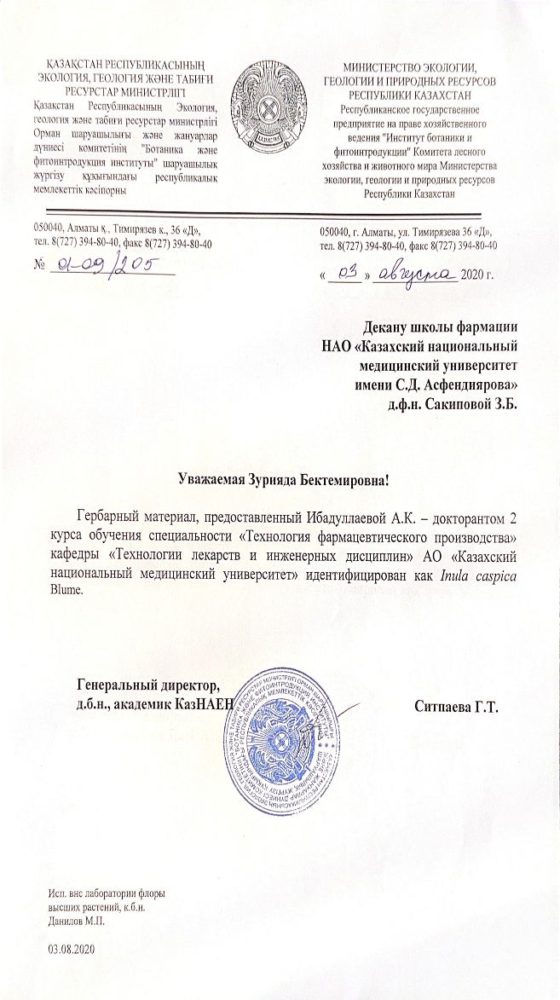 ҚАЗАҚСТАН РЕСПУБЛИКАСЫНЫҢ
ЭКОЛОГИЯ, ГЕОЛОГИЯ ЖӘНЕ ТАБИҒИ
РЕСУРСТАР МИНИСТРЛІГІ
Қазақстан Республикасының Экология,
геология және табиғи ресурстар министрлігі
Орман шаруашылығы және жануарлар
дүниесі комитетінің "Ботаника және
фитоинтродукция институты" шаруашылық
жүргізу құқығындағы республикалық
мемлекеттік кәсіпорны
МИНИСТЕРСТВО ЭКОЛОГИИ,
ГЕОЛОГИИ И ПРИРОДНЫХ РЕСУРСОВ
РЕСПУБЛИКИ КАЗАХСТАН
Республиканское государственное
предприятие на праве хозяйственного
ведения "Институт ботаники и
фитоинтродукции" Комитета лесного
хозяйства и животного мира Министерства
экологии, геологии и природных ресурсов
Республики Казахстан
050040, Алматы қ., Тимирязев к., 36 «Д»,
тел. 8(727) 394-80-40, факс 8(727) 394-80-40
№ 01-09/205
050040, г. Алматы, ул. Тимирязева 36 «Д»,
тел. 8(727) 394-80-40, факс 8(727) 394-80-40
« 03 » августа 2020 г.
Декану школы фармации
НАО «Казахский национальный
медицинский университет
имени С.Д. Асфендиярова»
д.ф.н. Сакиповой З.Б.
Уважаемая Зурияда Бектемировна!
Гербарный материал, предоставленный Ибадуллаевой А.К. – докторантом 2
курса обучения специальности «Технология фармацевтического производства»
кафедры «Технологии лекарств и инженерных дисциплин» АО «Казахский
национальный медицинский университет» идентифицирован как Inula caspica
Blume.
Генеральный директор,
д.б.н., академик КазНАЕН
Ситпаева Г.Т.
Исп. внс лаборатории флоры
высших растений, к.б.н.
Данилов М.П.
03.08.2020